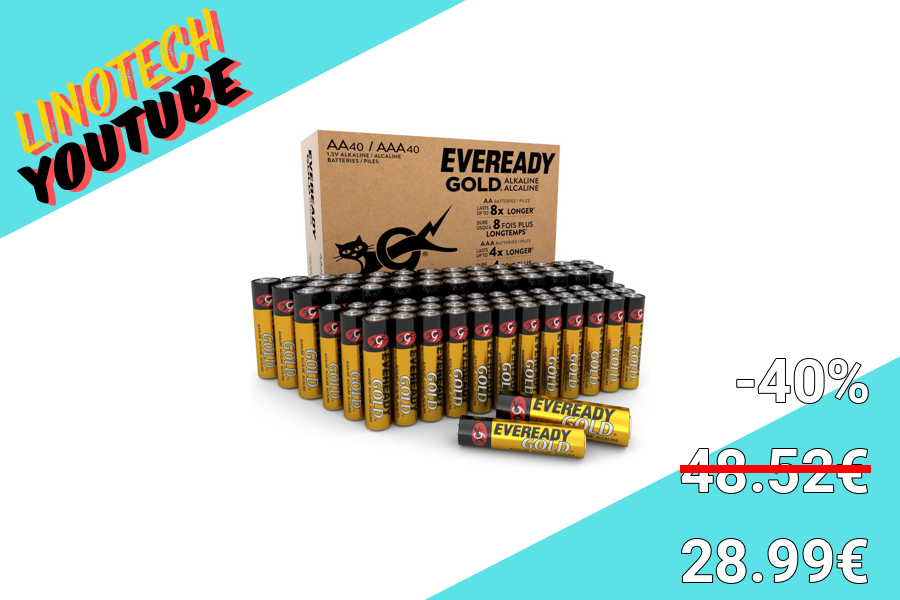 LINOTECH
YOUTUBE
AA40 / AAA40
1.5V ALKALINE / ALCALINE
BATTERIES / PILES
EVEREADY
GOLD. ALKALINE
ALCALINE
AA BATTERIES / PILES
LASTS UP TO 8x LONGER
DURE USQU'À 8 FOIS PLUS
LONGTEMPS
AAA BATTERIES / PILES
LASTS UP TO 4x LONGER
EVEREADY
EVEREADY
GOLD
EVEREADY
GOLD
-40%
48.52€
28.99€